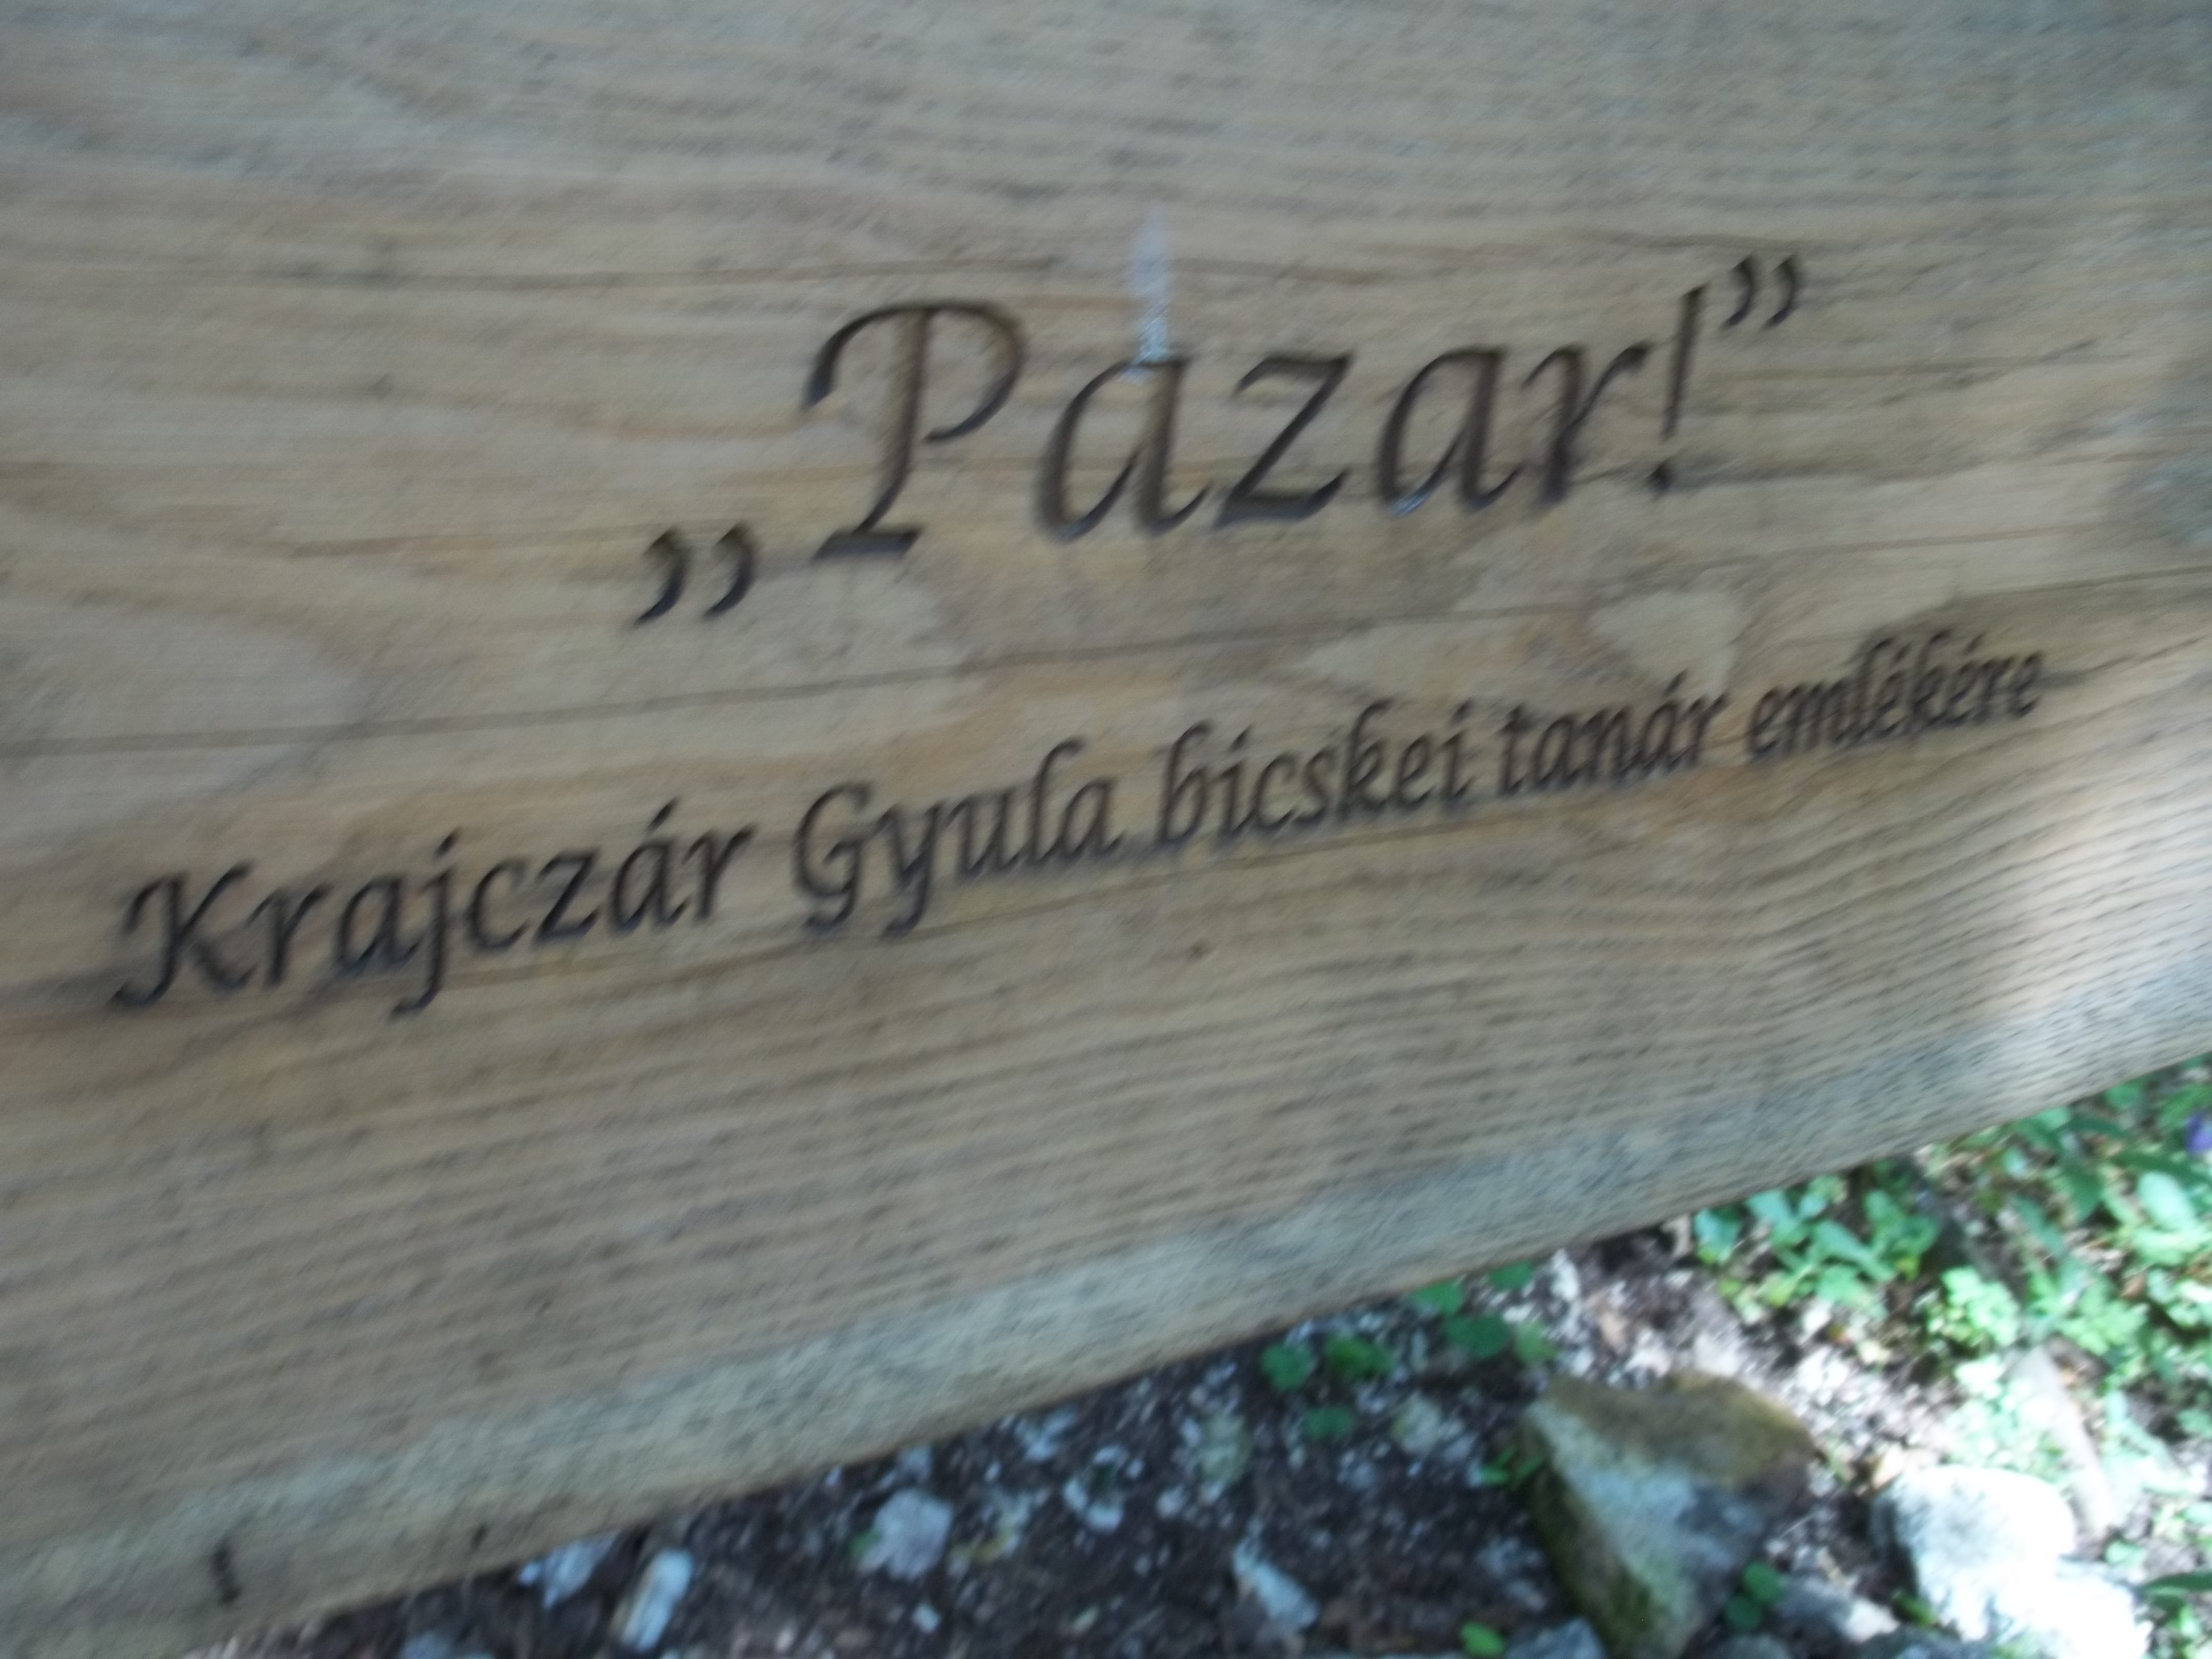 „Pazar!”
Krajczár Gyula bicskei tanár emlékére